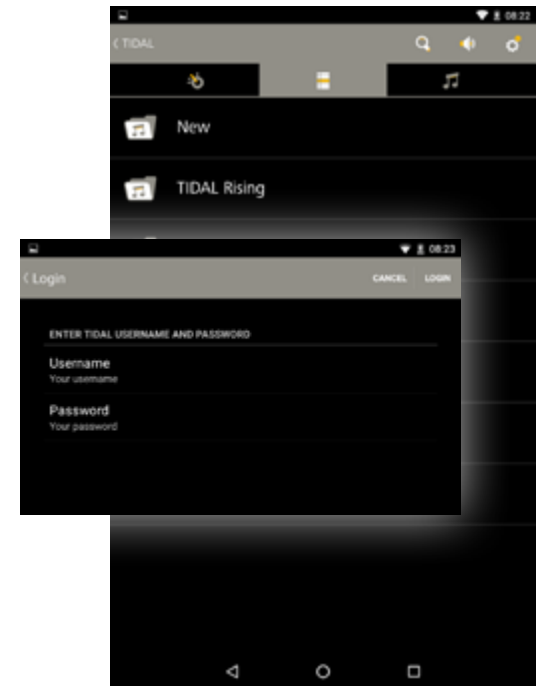 08:22
< TIDAL
New
TIDAL Rising
08:23
< Login
CANCEL LOGIN
ENTER TIDAL USERNAME AND PASSWORD
Username
Your username
Password
Your password